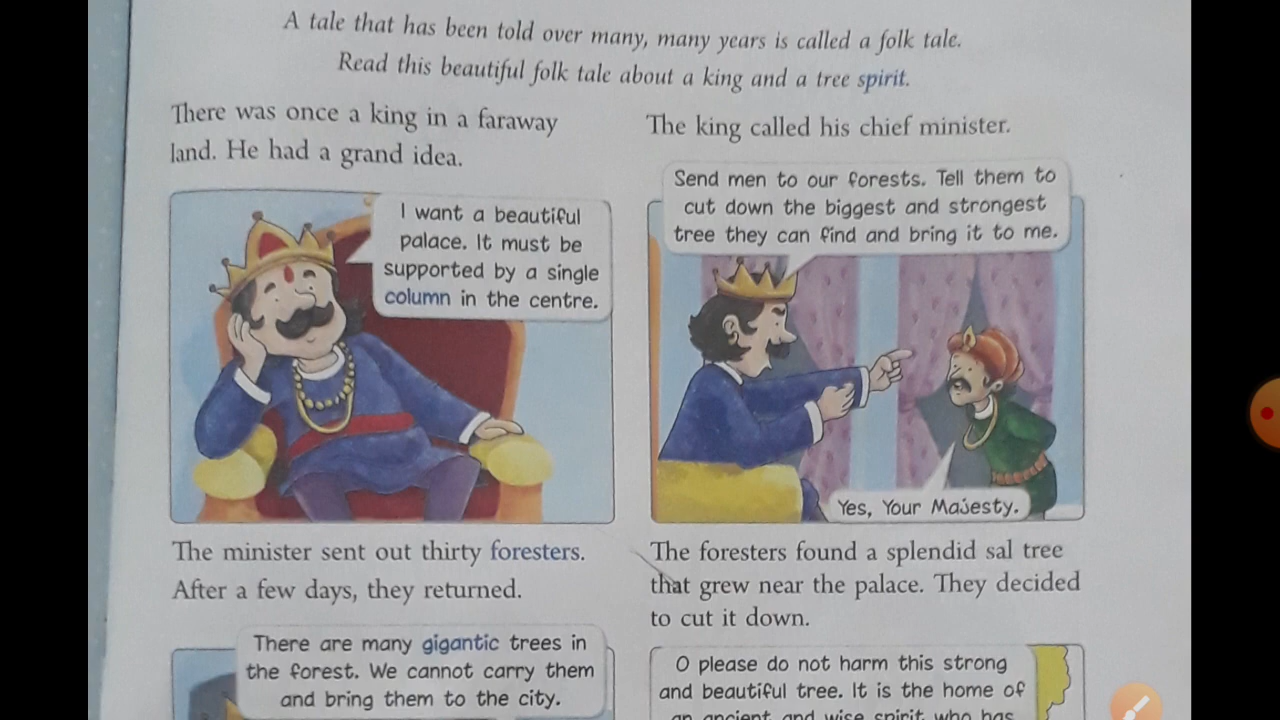 A tale that has been told over many, many years is called a folk tale.
Read this beautiful folk tale about a king and a tree spirit.
There was once a king in a faraway
land. He had a grand idea.
I want a beautiful
palace. It must be
supported by a single
column in the centre.
The king called his chief minister.
Send men to our forests. Tell them to
cut down the biggest and strongest
tree they can find and bring it to me.
Yes, Your Majesty.
The minister sent out thirty foresters.
After a few days, they returned.
There are many gigantic trees in
the forest. We cannot carry them
and bring them to the city.
The foresters found a splendid sal tree
that grew near the palace. They decided
to cut it down.
O please do not harm this strong
and beautiful tree. It is the home of
an ancient and wise spirit who has